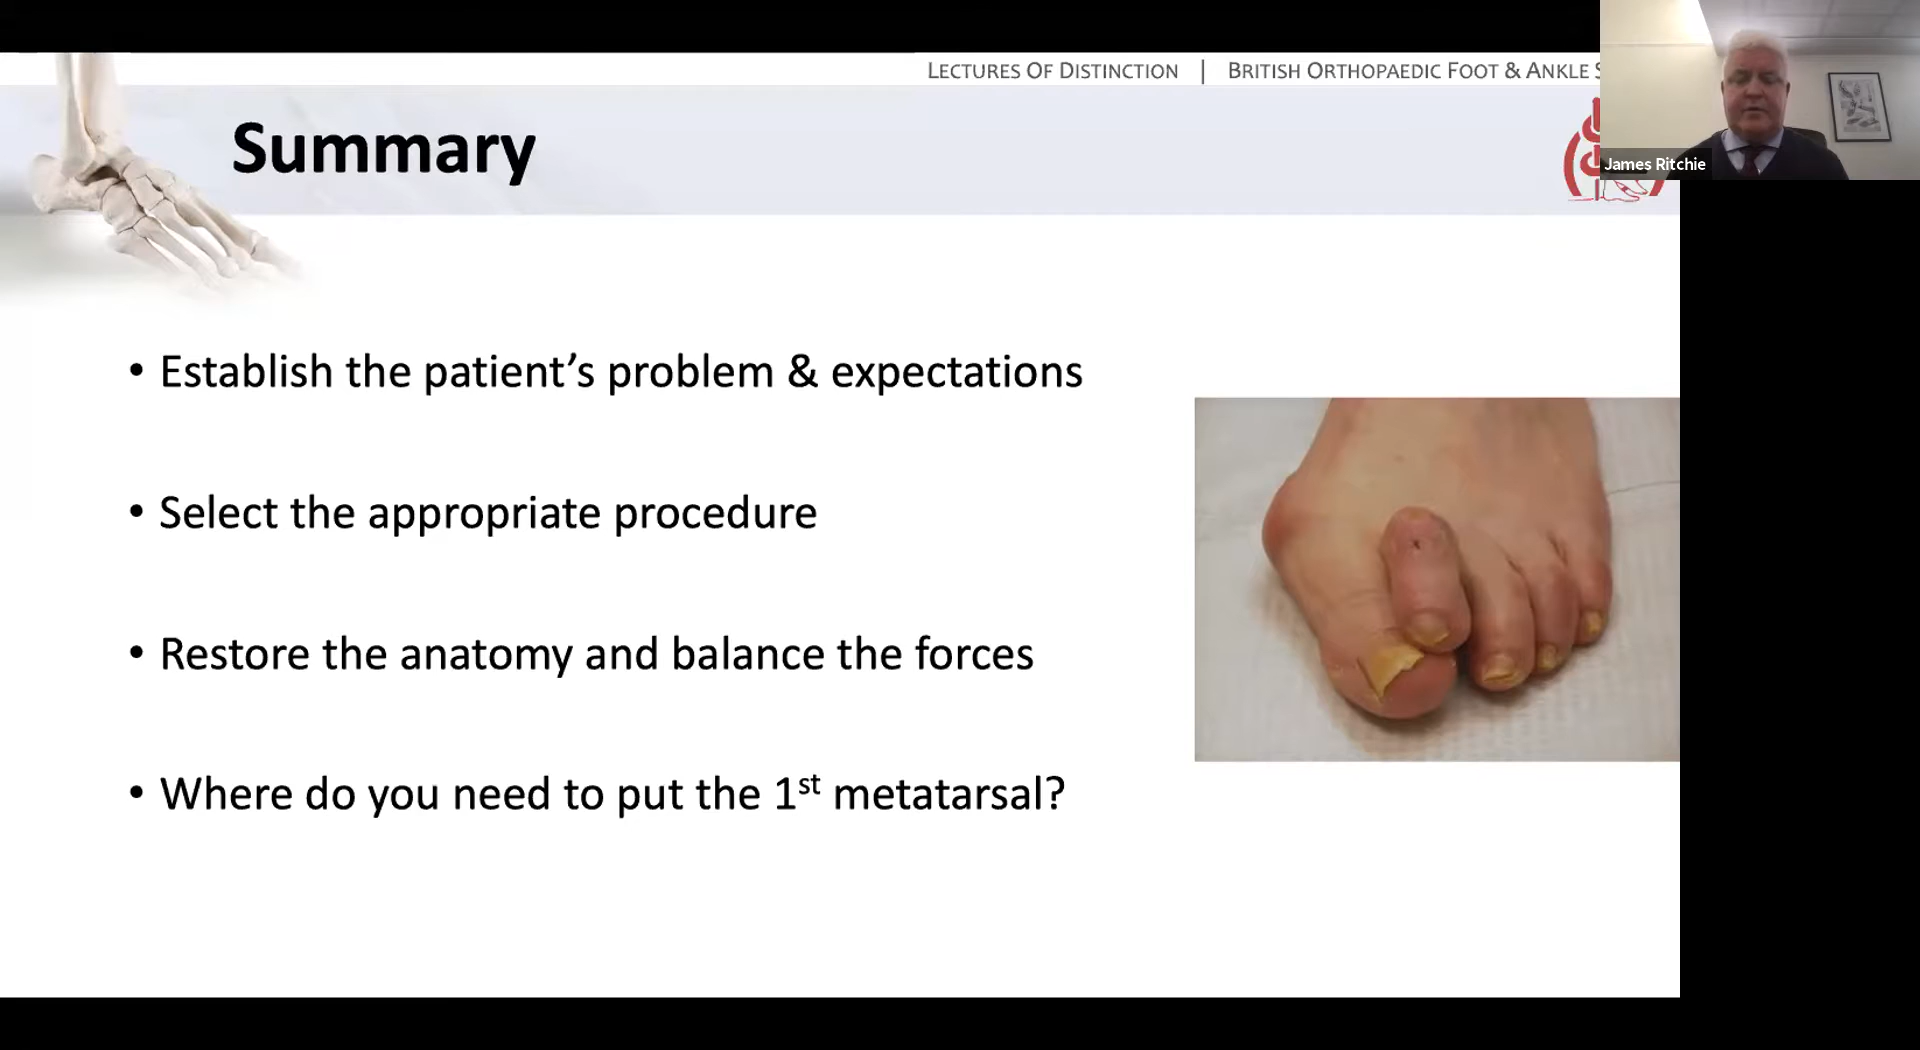 LECTURES OF DISTINCTION | BRITISH ORTHOPAEDIC FOOT & ANKLE S
James Ritchie
Summary
• Establish the patient’s problem & expectations
• Select the appropriate procedure
• Restore the anatomy and balance the forces
• Where do you need to put the 1st metatarsal?